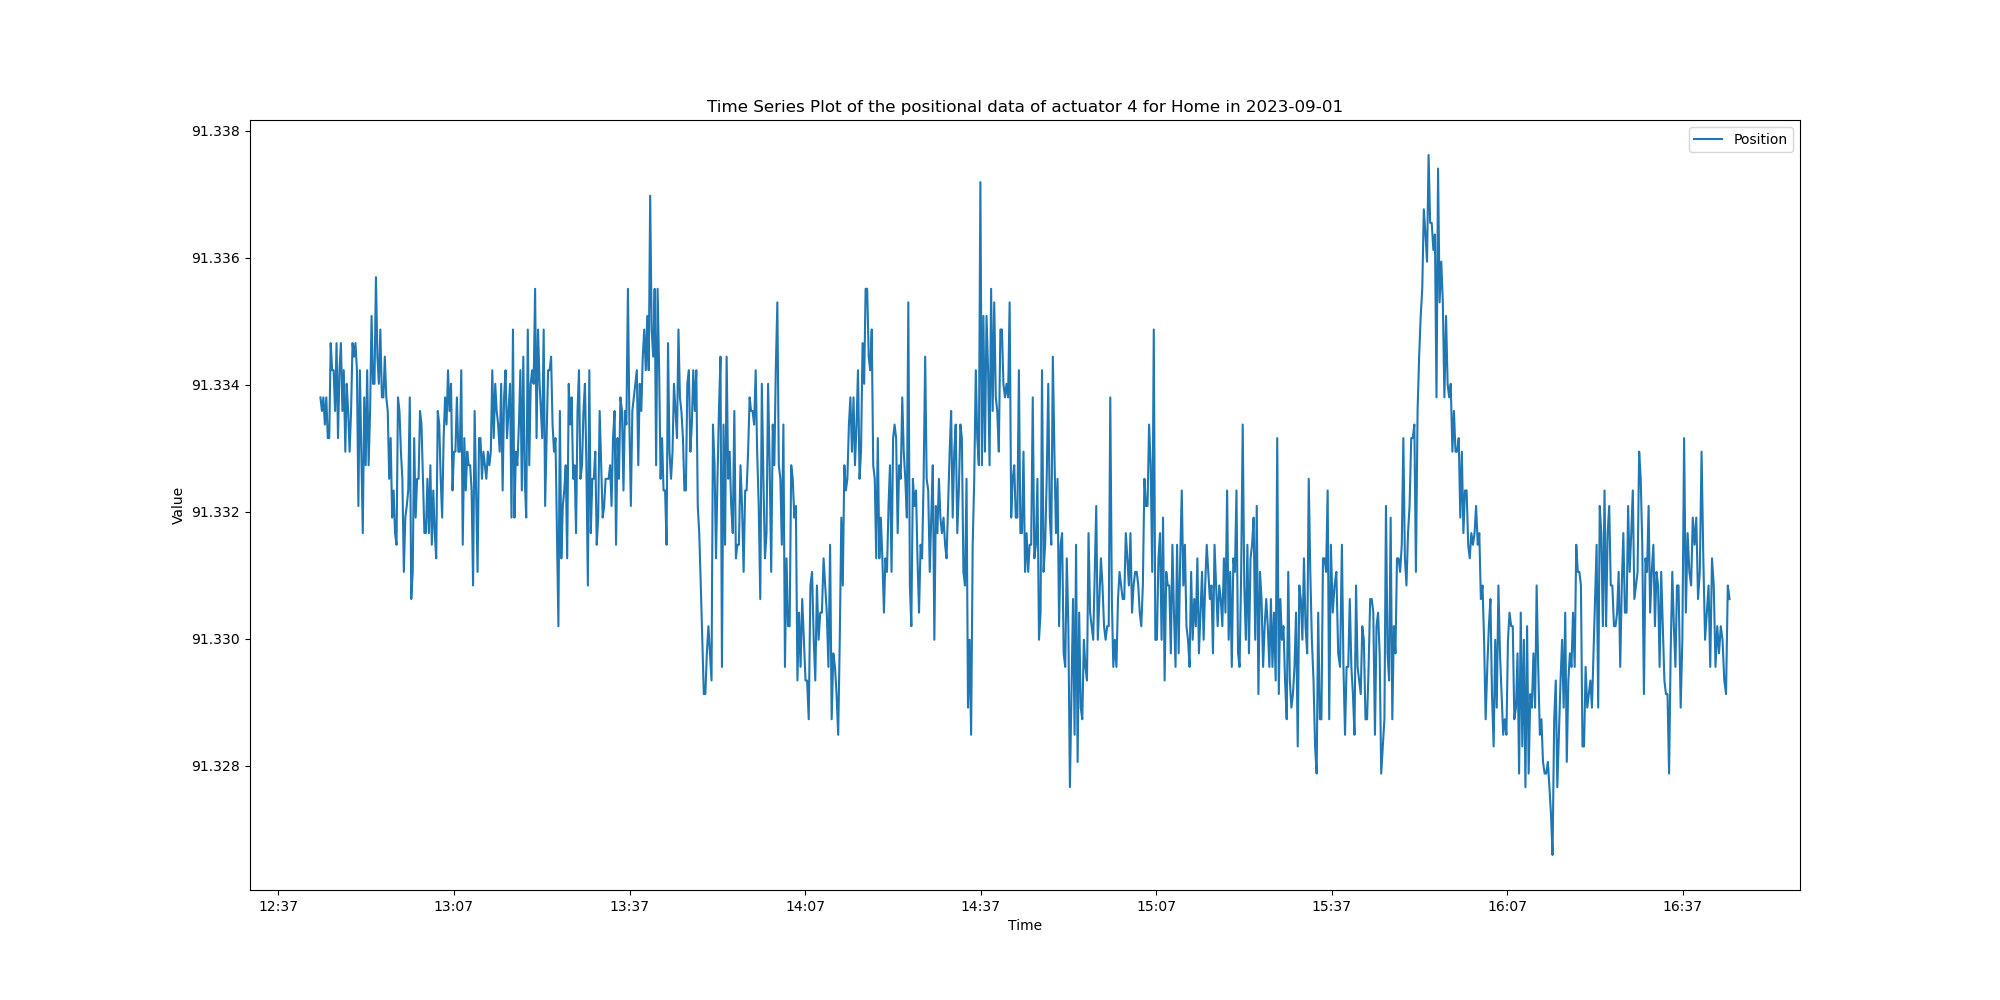 Time Series Plot of the positional data of actuator 4 for Home in 2023-09-01
Position
Value
91.338
91.336
91.334
91.332
91.330
91.328
12:37 13:07 13:37 14:07 14:37 15:07 15:37 16:07 16:37
Time